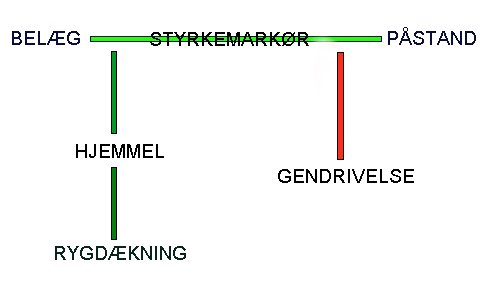 BELÆG STYRKEMARKØR PÅSTAND
HJEMMEL
GENDRIVELSE
RYGDÆKNING